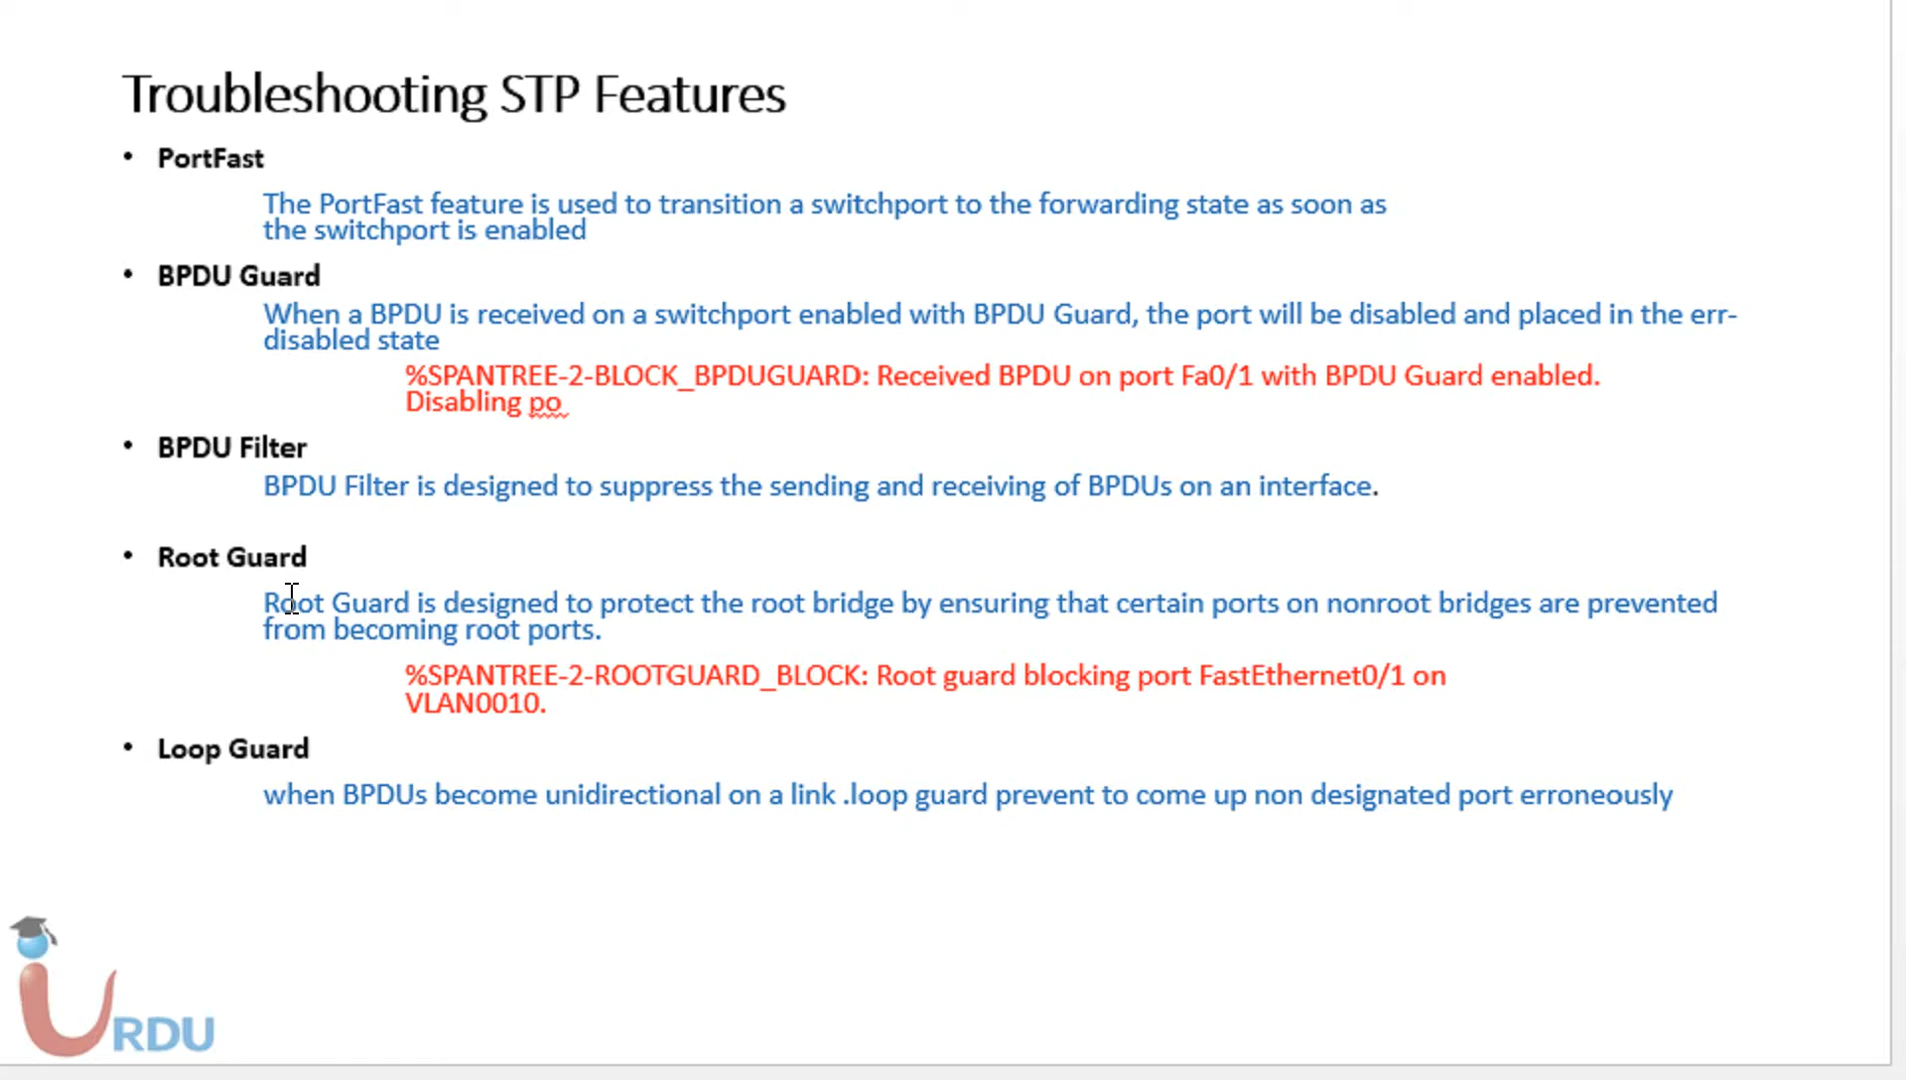 Troubleshooting STP Features
• PortFast
The PortFast feature is used to transition a switchport to the forwarding state as soon as
the switchport is enabled
• BPDU Guard
When a BPDU is received on a switchport enabled with BPDU Guard, the port will be disabled and placed in the err-
disabled state
%SPANTREE-2-BLOCK_BPDUGUARD: Received BPDU on port Fa0/1 with BPDU Guard enabled.
Disabling po
• BPDU Filter
BPDU Filter is designed to suppress the sending and receiving of BPDUs on an interface.
• Root Guard
Root Guard is designed to protect the root bridge by ensuring that certain ports on nonroot bridges are prevented
from becoming root ports.
%SPANTREE-2-ROOTGUARD_BLOCK: Root guard blocking port FastEthernet0/1 on
VLAN0010.
• Loop Guard
when BPDUs become unidirectional on a link .loop guard prevent to come up non designated port erroneously
URDU